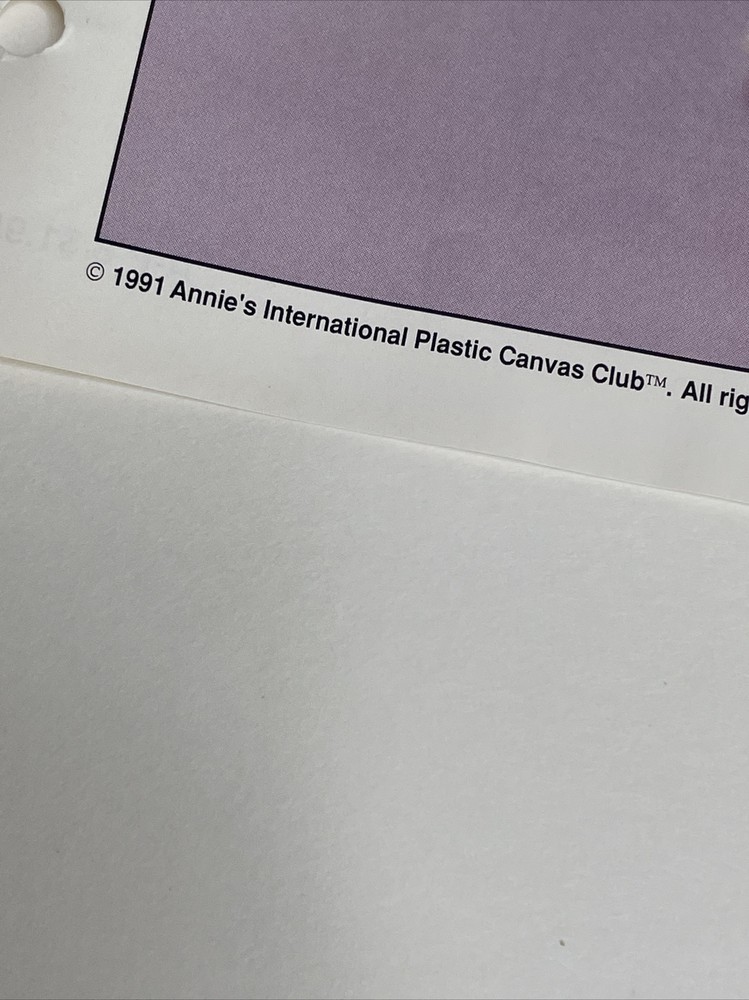 © 1991 Annie's International Plastic Canvas Club™. All rig